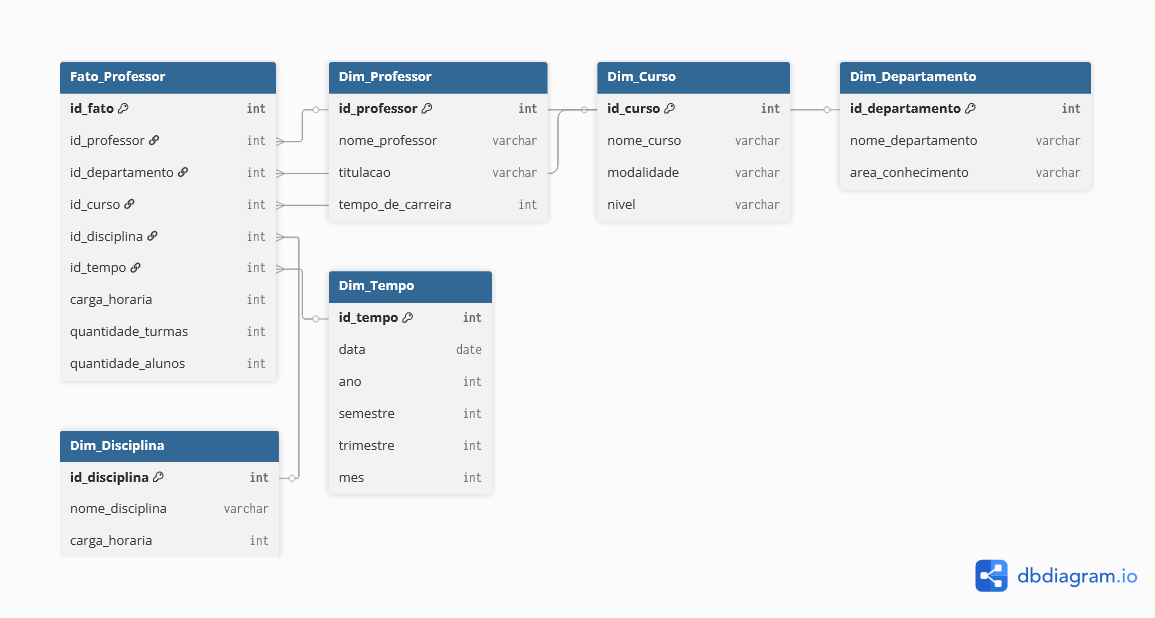 Fato_Professor
id_fato int
id_professor int
id_departamento int
id_curso int
id_disciplina int
id_tempo int
carga_horaria int
quantidade_turmas int
quantidade_alunos int
Dim_Professor
id_professor int
nome_professor varchar
titulacao varchar
tempo_de_carreira int
Dim_Curso
id_curso int
nome_curso varchar
modalidade varchar
nivel varchar
Dim_Departamento
id_departamento int
nome_departamento varchar
area_conhecimento varchar
Dim_Tempo
id_tempo int
data date
ano int
semestre int
trimestre int
mes int
Dim_Disciplina
id_disciplina int
nome_disciplina varchar
carga_horaria int
dbdiagram.io